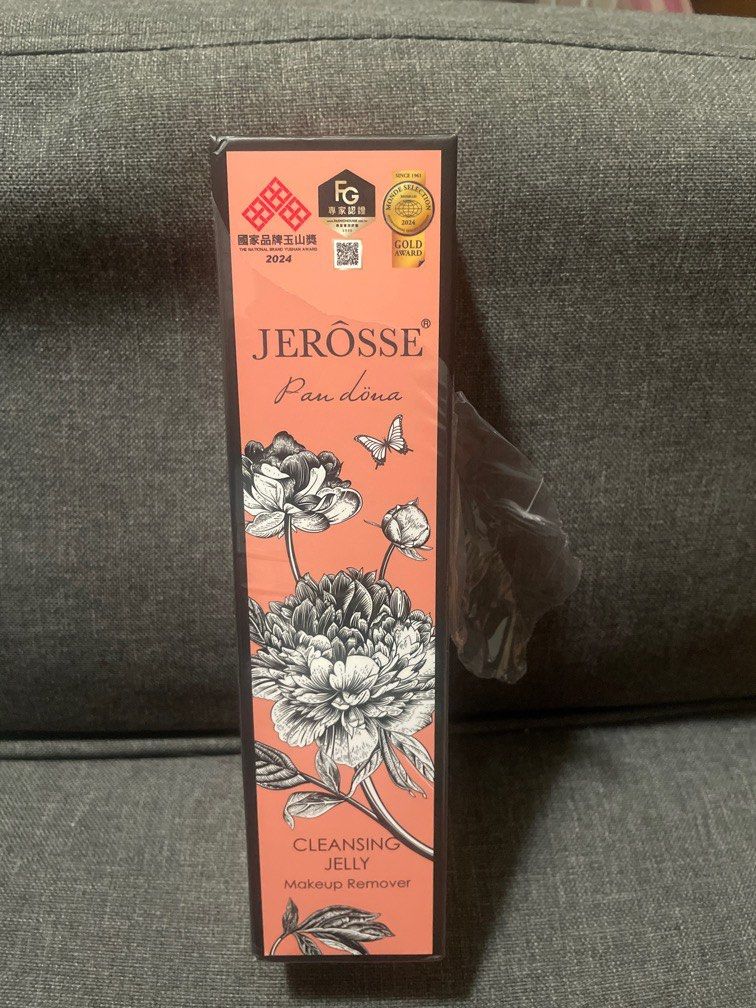 國家品牌玉山獎
THE NATIONAL BRAND YUSHAN AWARD
2024
FG
專家認證
SINCE 1961
MONDE SELECTION
2024
GOLD
AWARD
JERÔSSE®
Pan döna
CLEANSING
JELLY
Makeup Remover